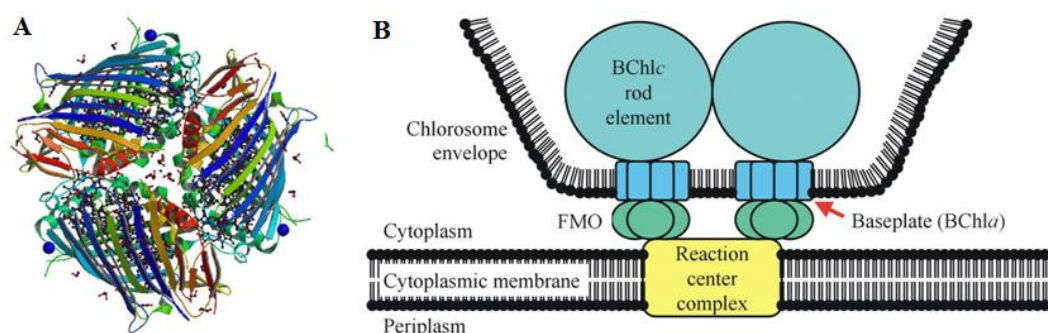 A
B
BChlc
rod
element
Chlorosome
envelope
FMO
Baseplate (BChla)
Cytoplasm
Reaction
center
complex
Cytoplasmic membrane
Periplasm